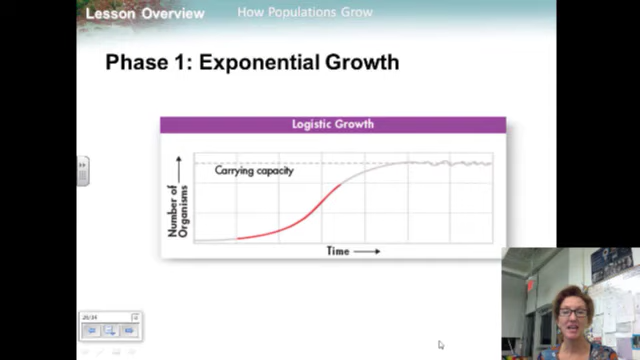 Lesson Overview How Populations Grow
Phase 1: Exponential Growth
Logistic Growth
Carrying capacity
Number of
Organisms
Time